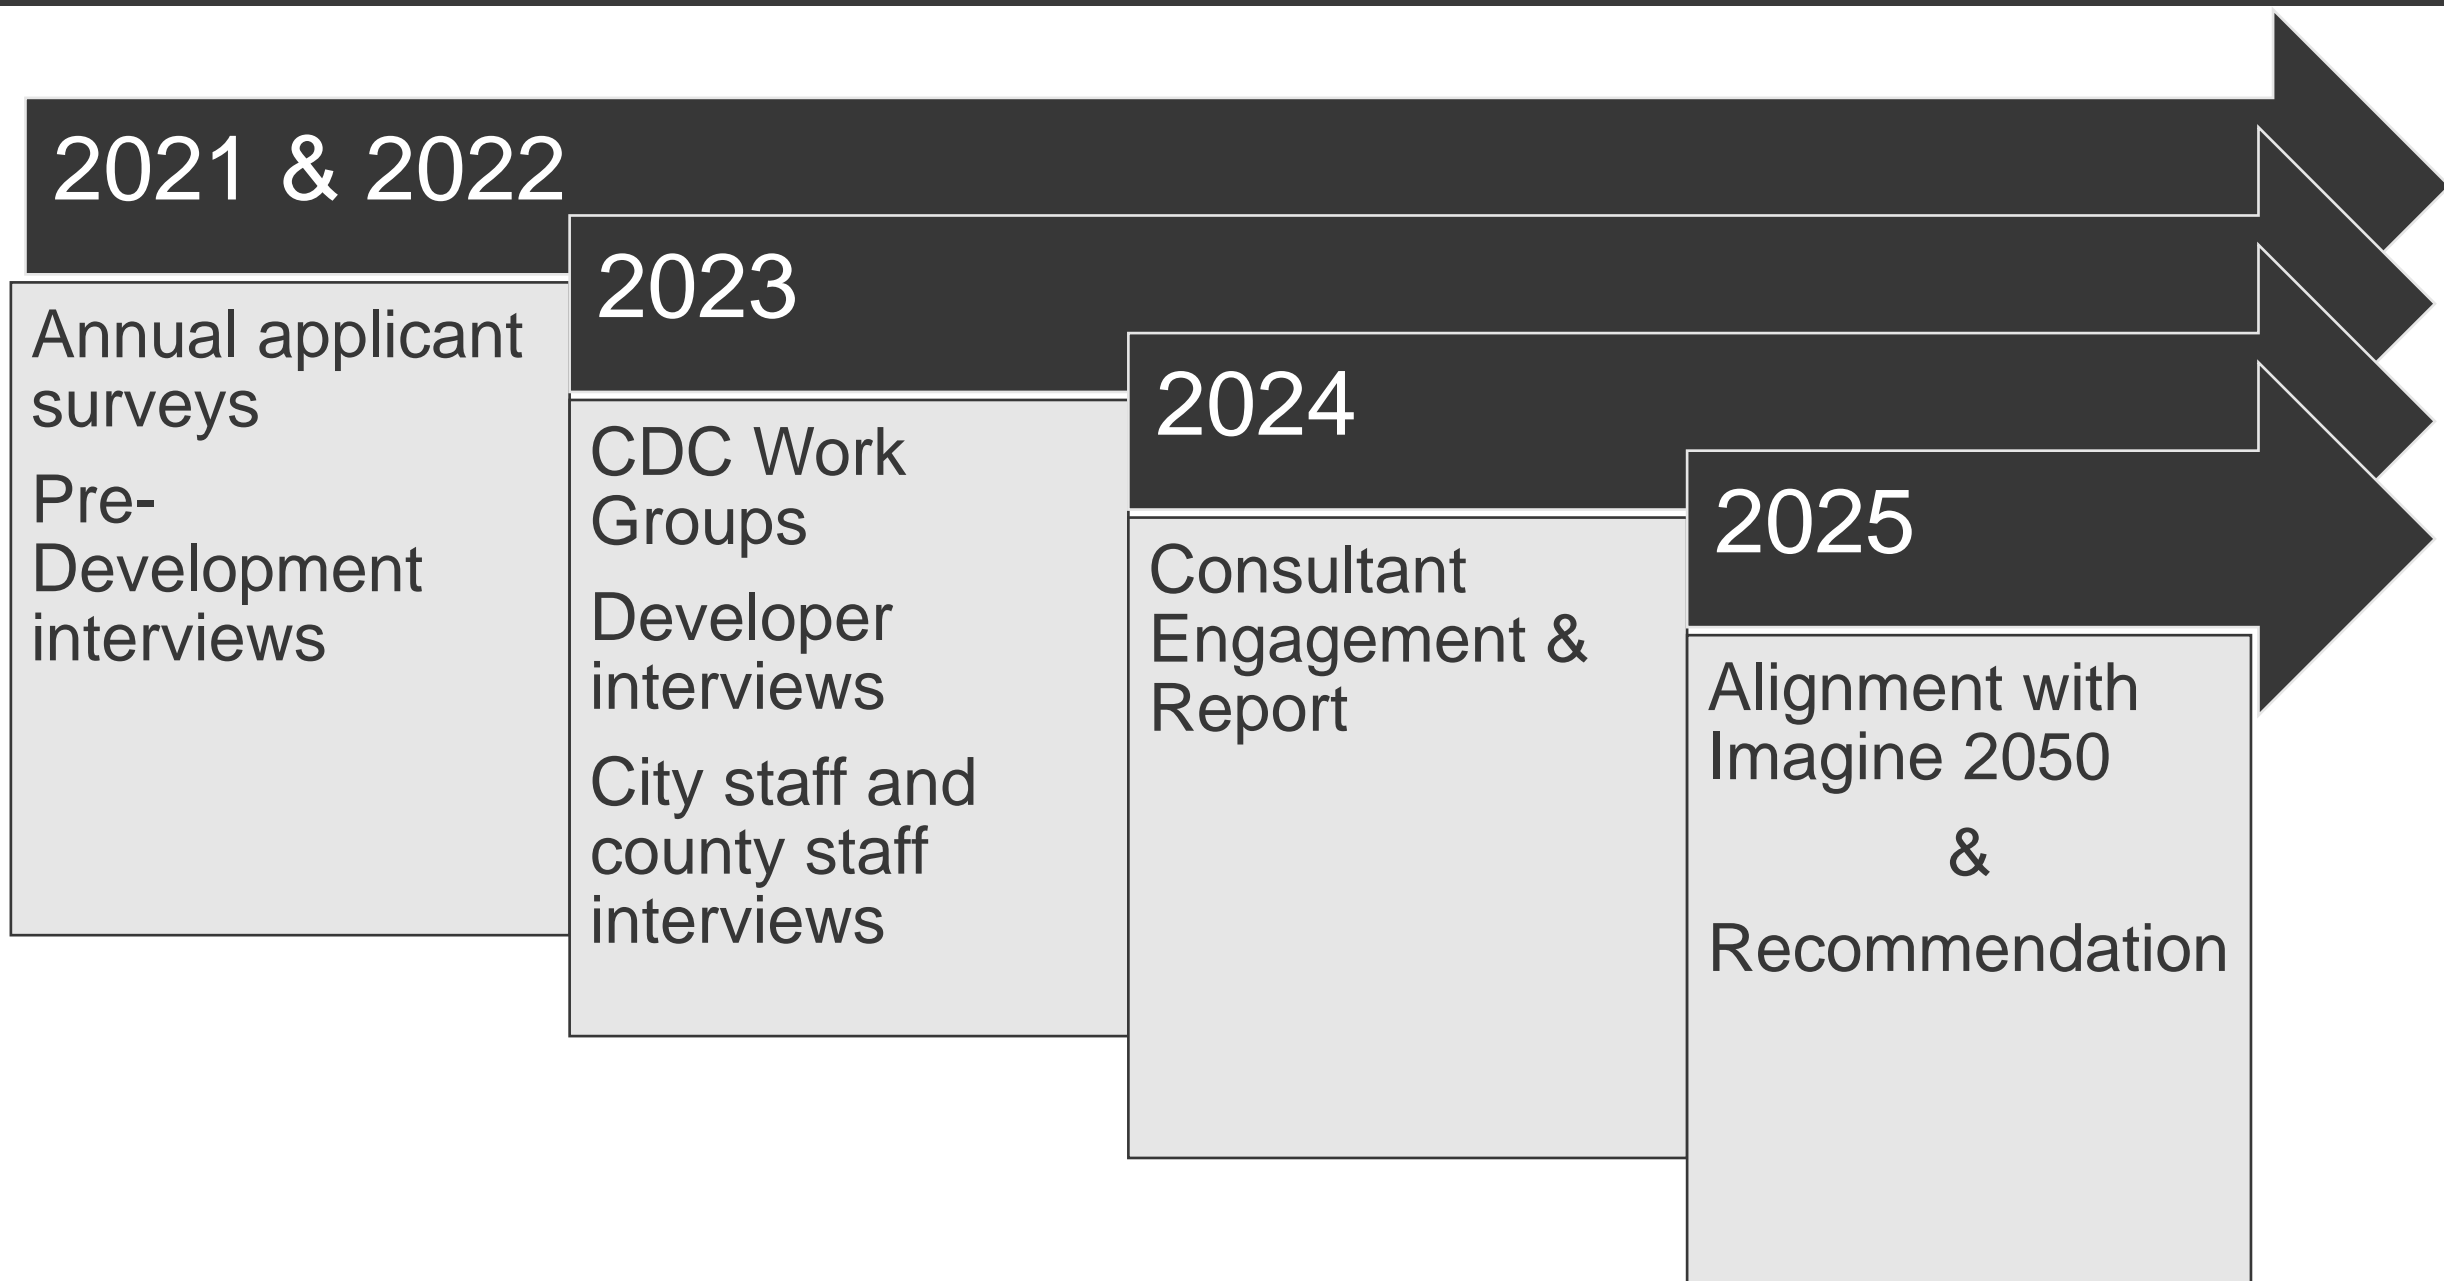 2021 & 2022
Annual applicant
surveys
Pre-
Development
interviews
2023
CDC Work
Groups
Developer
interviews
City staff and
county staff
interviews
2024
Consultant
Engagement &
Report
2025
Alignment with
Imagine 2050
&
Recommendation